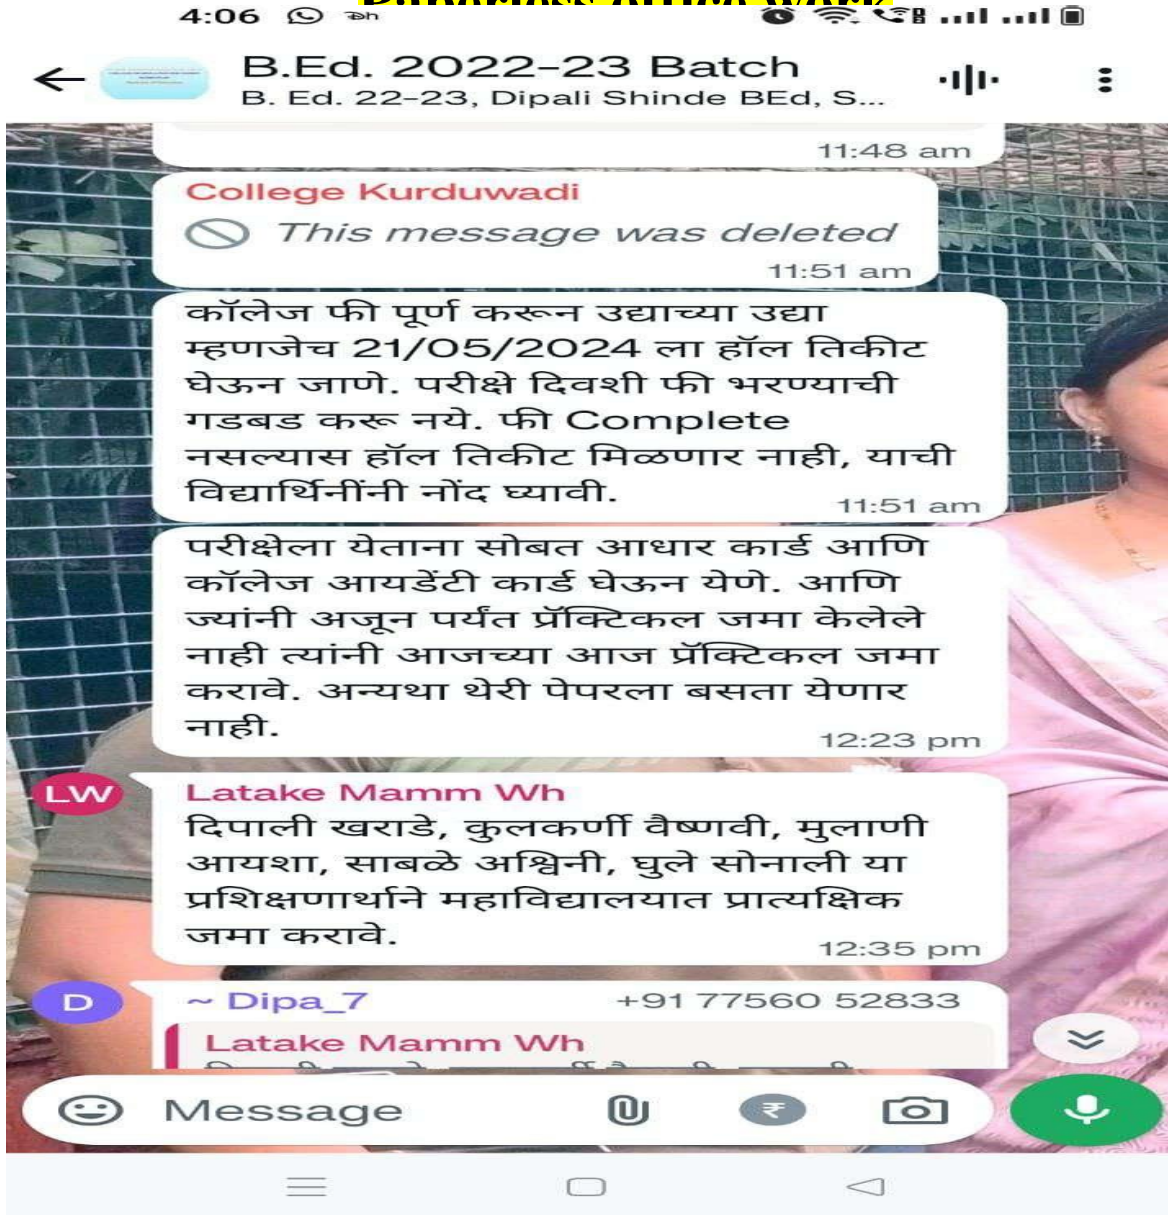 Paperless office work
4:06
B.Ed. 2022-23 Batch
B. Ed. 22-23, Dipali Shinde BEd, S...
11:48 am
College Kurduwadi
This message was deleted
11:51 am
कॉलेज फी पूर्ण करून उद्याच्या उद्या
म्हणजेच 21/05/2024 ला हॉल तिकीट
घेऊन जाणे. परीक्षे दिवशी फी भरण्याची
गडबड करू नये. फी Complete
नसल्यास हॉल तिकीट मिळणार नाही, याची
विद्यार्थिनींनी नोंद घ्यावी.
11:51 am
परीक्षेला येताना सोबत आधार कार्ड आणि
कॉलेज आयडेंटी कार्ड घेऊन येणे. आणि
ज्यांनी अजून पर्यंत प्रॅक्टिकल जमा केलेले
नाही त्यांनी आजच्या आज प्रॅक्टिकल जमा
करावे. अन्यथा थेरी पेपरला बसता येणार
नाही.
12:23 pm
LW
Latake Mamm Wh
दिपाली खराडे, कुलकर्णी वैष्णवी, मुलाणी
आयशा, साबळे अश्विनी, घुले सोनाली या
प्रशिक्षणार्थाने महाविद्यालयात प्रात्यक्षिक
जमा करावे.
12:35 pm
D
~ Dipa_7 +91 77560 52833
Latake Mamm Wh
Message